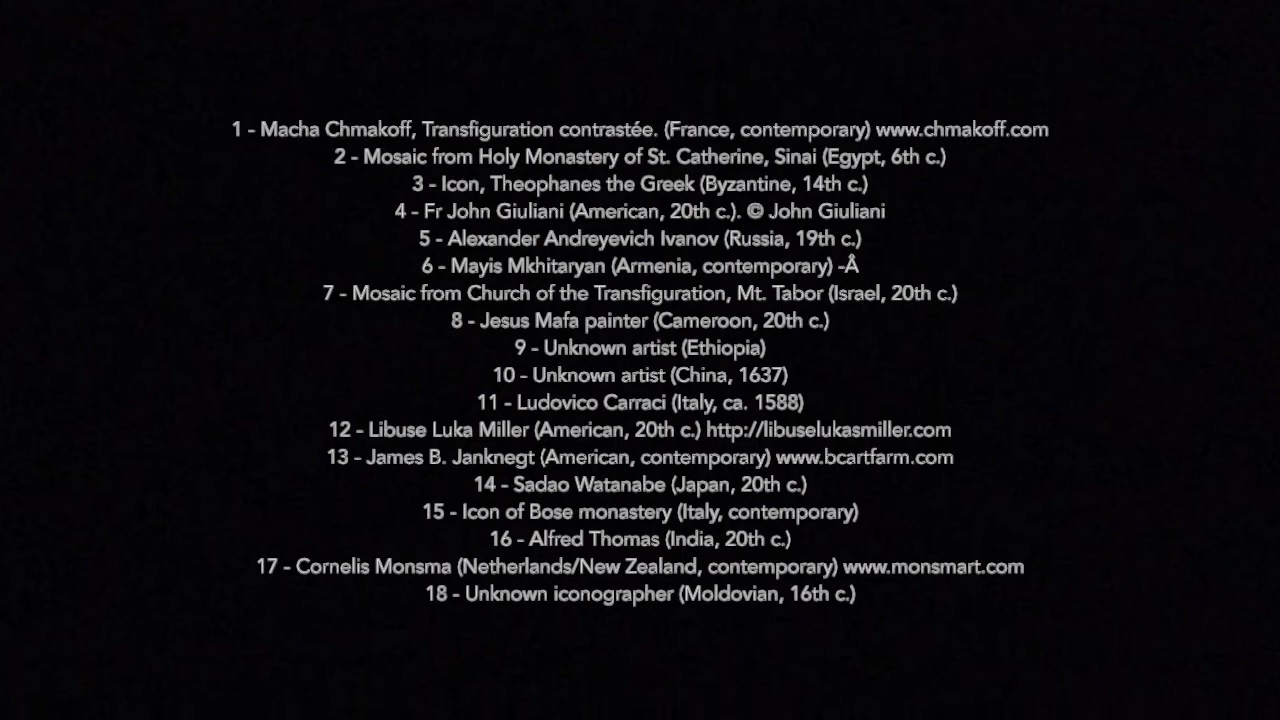 1 - Macha Chmakoff, Transfiguration contrastée. (France, contemporary) www.chmakoff.com
2 - Mosaic from Holy Monastery of St. Catherine, Sinai (Egypt, 6th c.)
3 - Icon, Theophanes the Greek (Byzantine, 14th c.)
4 - Fr John Giuliani (American, 20th c.). © John Giuliani
5 - Alexander Andreyevich Ivanov (Russia, 19th c.)
6 - Mayis Mkhitaryan (Armenia, contemporary) -Â
7 - Mosaic from Church of the Transfiguration, Mt. Tabor (Israel, 20th c.)
8 - Jesus Mafa painter (Cameroon, 20th c.)
9 - Unknown artist (Ethiopia)
10 - Unknown artist (China, 1637)
11 - Ludovico Carraci (Italy, ca. 1588)
12 - Libuse Luka Miller (American, 20th c.) http://libuselukasmiller.com
13 - James B. Janknegt (American, contemporary) www.bcartfarm.com
14 - Sadao Watanabe (Japan, 20th c.)
15 - Icon of Bose monastery (Italy, contemporary)
16 - Alfred Thomas (India, 20th c.)
17 - Cornelis Monsma (Netherlands/New Zealand, contemporary) www.monsmart.com
18 - Unknown iconographer (Moldovian, 16th c.)